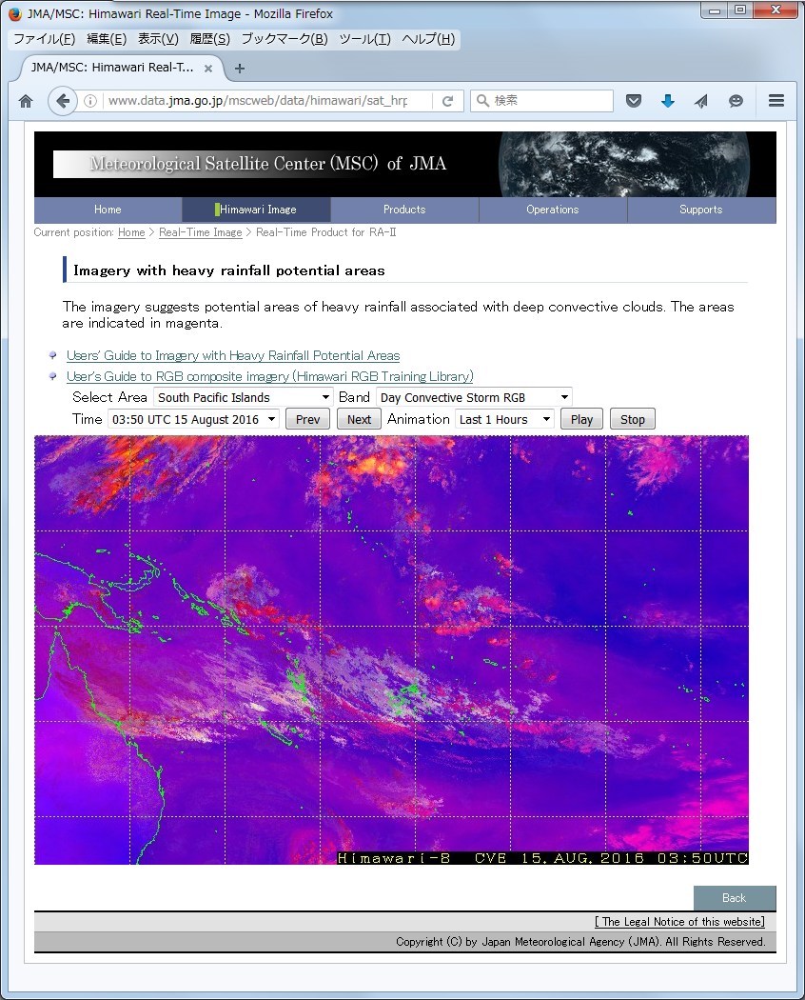 JMA/MSC: Himawari Real-Time Image - Mozilla Firefox
ファイル(F) 編集(E) 表示(V) 履歴(S) ブックマーク(B) ツール(T) ヘルプ(H)
JMA/MSC: Himawari Real-T...
www.data.jma.go.jp/mscweb/data/himawari/sat_hrp
検索
Meteorological Satellite Center (MSC) of JMA
Home Himawari Image Products Operations Supports
Current position: Home > Real-Time Image > Real-Time Product for RA-II
Imagery with heavy rainfall potential areas
The imagery suggests potential areas of heavy rainfall associated with deep convective clouds. The areas
are indicated in magenta.
Users' Guide to Imagery with Heavy Rainfall Potential Areas
User's Guide to RGB composite imagery (Himawari RGB Training Library)
Select Area South Pacific Islands Band Day Convective Storm RGB
Time 03:50 UTC 15 August 2016 Prev Next Animation Last 1 Hours Play Stop
Himawari-8 CVE 15.AUG.2016 03:50UTC
Back
[ The Legal Notice of this website]
Copyright (C) by Japan Meteorological Agency (JMA). All Rights Reserved.